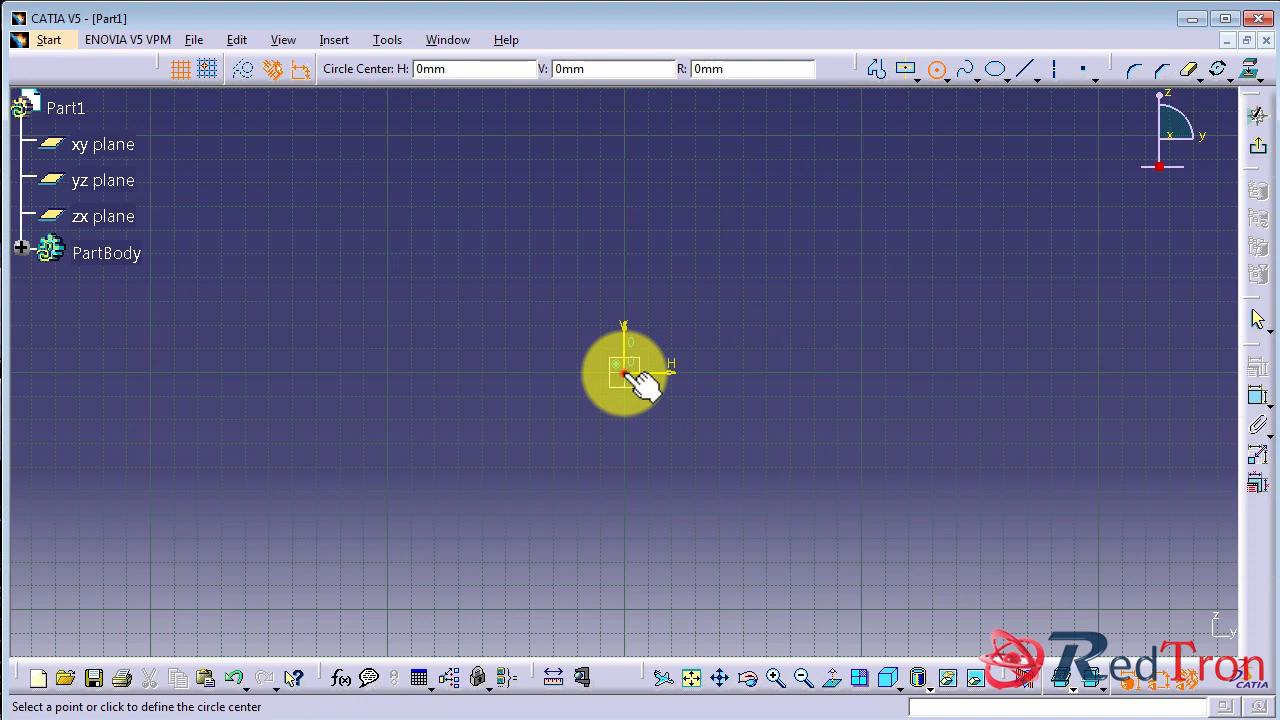 CATIA V5 - [Part1]
Start ENOVIA V5 VPM File Edit View Insert Tools Window Help
Circle Center: H: 0mm V: 0mm R: 0mm
Part1
xy plane
yz plane
zx plane
PartBody
z
x y
V
0
0
H
z
y
RedTron
CATIA
f(x)
Select a point or click to define the circle center